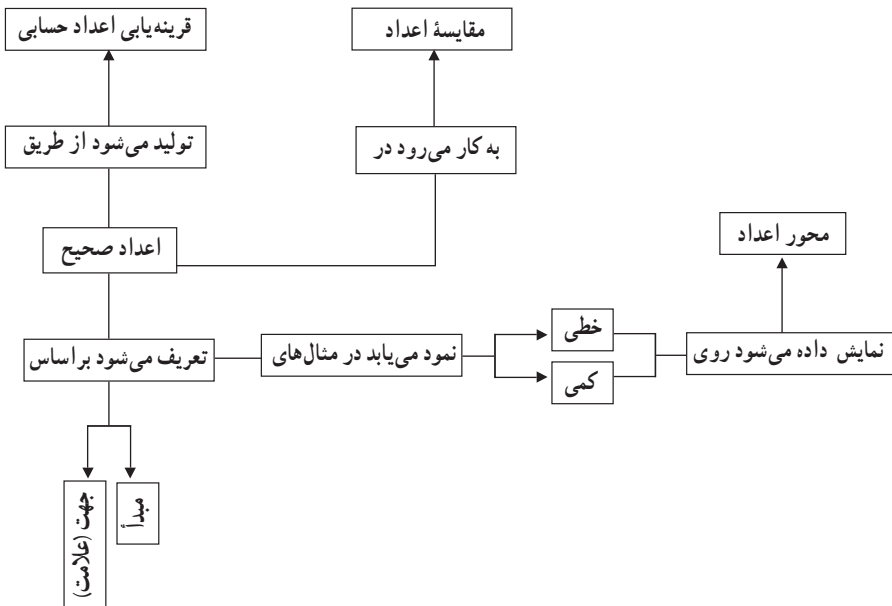 قرینه‌یابی اعداد حسابی
مقایسهٔ اعداد
تولید می‌شود از طریق
به کار می‌رود در
اعداد صحیح
محور اعداد
تعریف می‌شود براساس
نمود می‌یابد در مثال‌های
خطی
کمی
نمایش داده می‌شود روی
مبدأ
جهت (علامت)